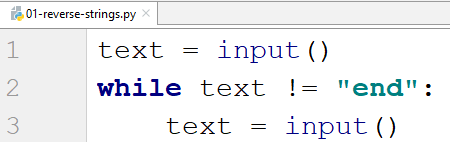 01-reverse-strings.py
1 text = input()
2 while text != "end":
3 text = input()